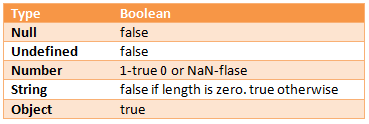 Type Boolean
Null false
Undefined false
Number 1-true 0 or NaN-flase
String false if length is zero. true otherwise
Object true